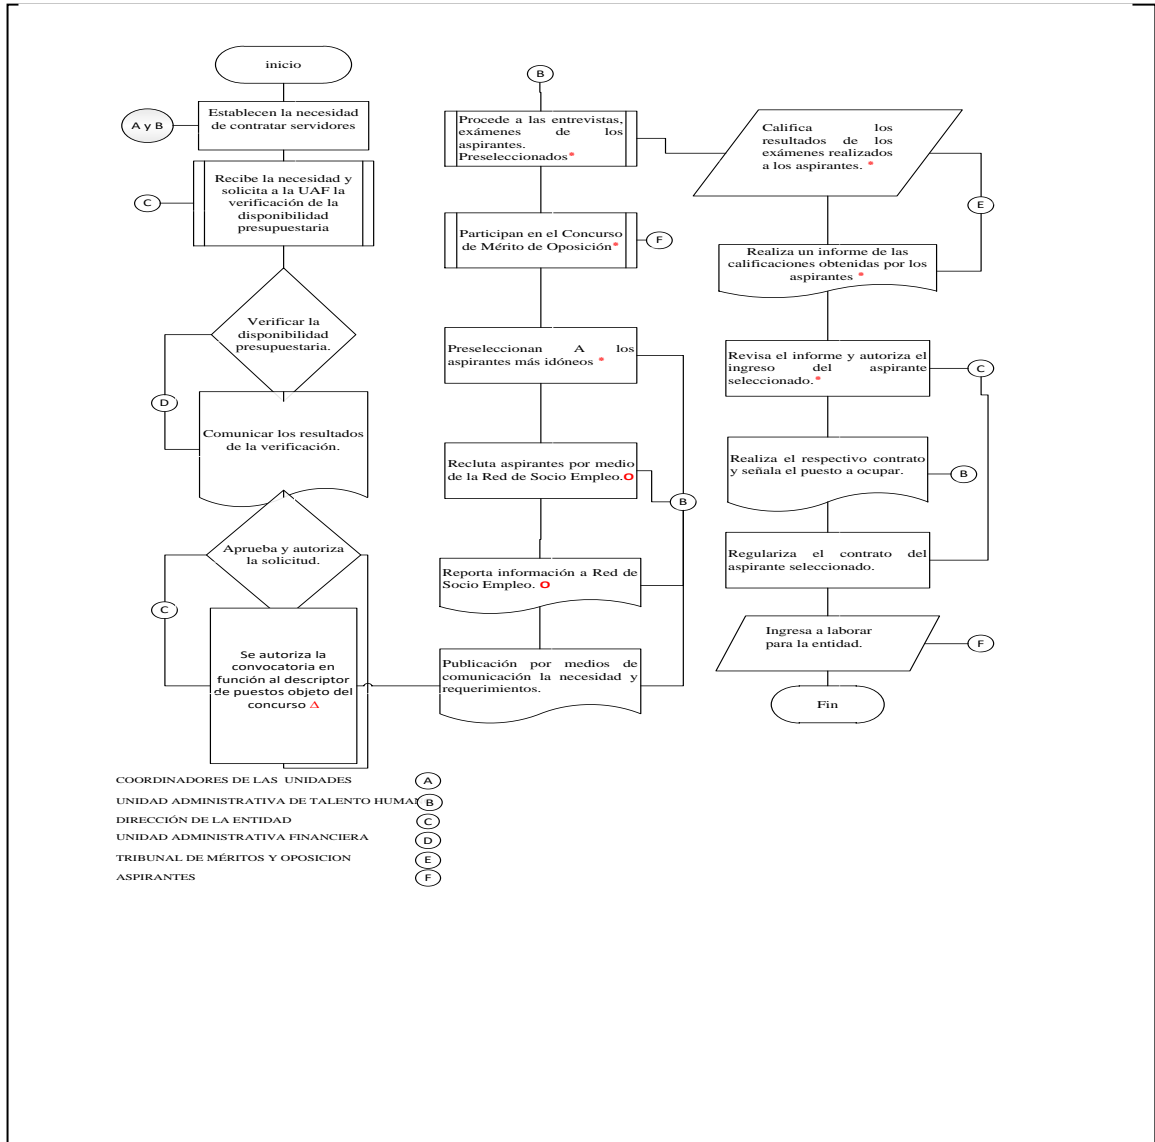 inicio
A y B
Establecen la necesidad
de contratar servidores
C
Recibe la necesidad y
solicita a la UAF la
verificación de la
disponibilidad
presupuestaria
Verificar la
disponibilidad
presupuestaria.
D
Comunicar los resultados
de la verificación.
Aprueba y autoriza
la solicitud.
C
Se autoriza la
convocatoria en
función al descriptor
de puestos objeto del
concurso Δ
B
Procede a las entrevistas,
exámenes de los
aspirantes.
Preseleccionados*
Participan en el Concurso
de Mérito de Oposición*
F
Preseleccionan A los
aspirantes más idóneos *
Recluta aspirantes por medio
de la Red de Socio Empleo.O
B
Reporta información a Red de
Socio Empleo. O
Publicación por medios de
comunicación la necesidad y
requerimientos.
Califica los
resultados de los
exámenes realizados
a los aspirantes. *
E
Realiza un informe de las
calificaciones obtenidas por los
aspirantes *
Revisa el informe y autoriza el
ingreso del aspirante
seleccionado.*
C
Realiza el respectivo contrato
y señala el puesto a ocupar.
B
Regulariza el contrato del
aspirante seleccionado.
Ingresa a laborar
para la entidad.
F
Fin
COORDINADORES DE LAS UNIDADES A
UNIDAD ADMINISTRATIVA DE TALENTO HUMAN B
DIRECCIÓN DE LA ENTIDAD C
UNIDAD ADMINISTRATIVA FINANCIERA D
TRIBUNAL DE MÉRITOS Y OPOSICION E
ASPIRANTES F